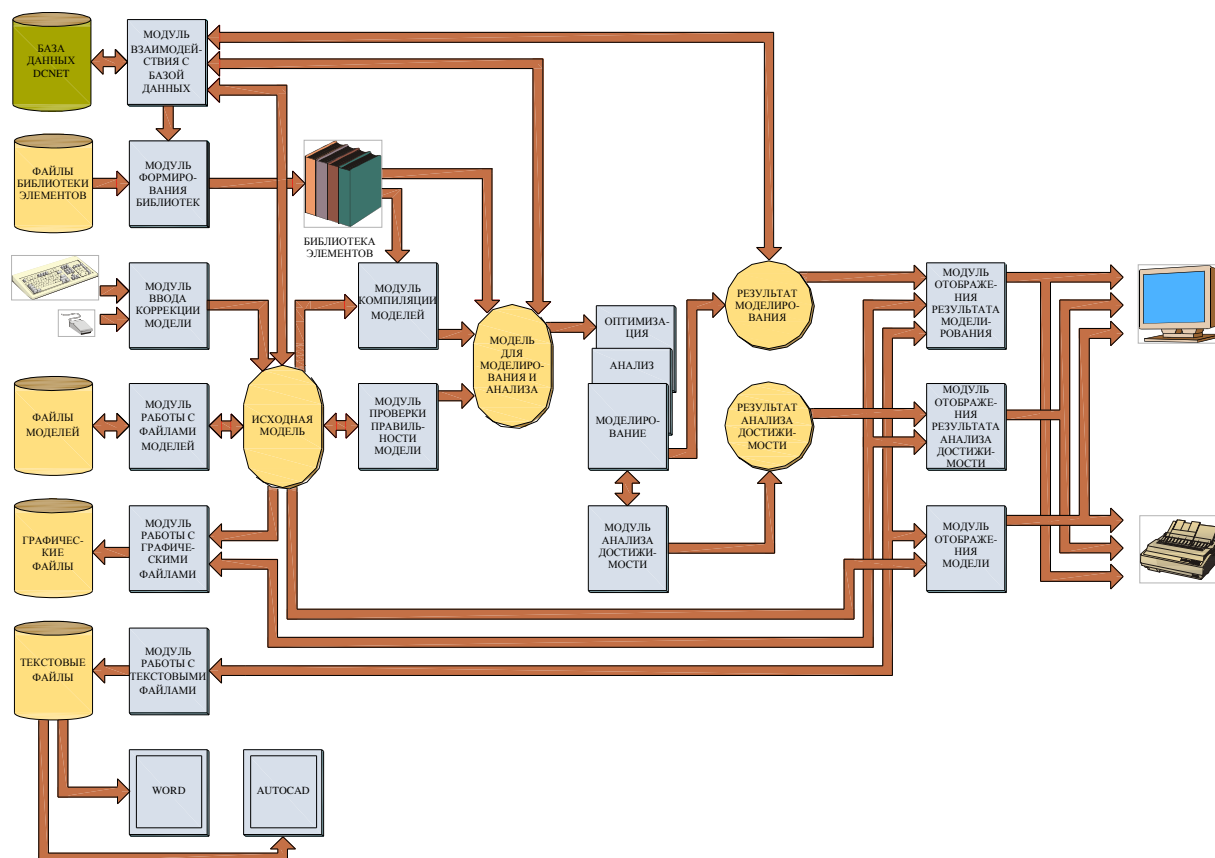 БАЗА
ДАННЫХ
DCNET
МОДУЛЬ
ВЗАИМОДЕЙ-
СТВИЯ С
БАЗОЙ
ДАННЫХ
ФАЙЛЫ
БИБЛИОТЕКИ
ЭЛЕМЕНТОВ
МОДУЛЬ
ФОРМИРО-
ВАНИЯ
БИБЛИОТЕК
БИБЛИОТЕКА
ЭЛЕМЕНТОВ
МОДУЛЬ
ВВОДА
КОРРЕКЦИИ
МОДЕЛИ
МОДУЛЬ
КОМПИЛЯЦИИ
МОДЕЛЕЙ
МОДЕЛЬ
ДЛЯ
МОДЕЛИРО-
ВАНИЯ И
АНАЛИЗА
ОПТИМИЗА-
ЦИЯ
АНАЛИЗ
МОДЕЛИРОВАНИЕ
РЕЗУЛЬТАТ
МОДЕЛИРО-
ВАНИЯ
МОДУЛЬ
ОТОБРАЖЕ-
НИЯ
РЕЗУЛЬТАТА
МОДЕЛИ-
РОВАНИЯ
ФАЙЛЫ
МОДЕЛЕЙ
МОДУЛЬ
РАБОТЫ С
ФАЙЛАМИ
МОДЕЛЕЙ
ИСХОДНАЯ
МОДЕЛЬ
МОДУЛЬ
ПРОВЕРКИ
ПРАВИЛЬ-
НОСТИ
МОДЕЛИ
РЕЗУЛЬТАТ
АНАЛИЗА
ДОСТИЖИ-
МОСТИ
МОДУЛЬ
ОТОБРАЖЕ-
НИЯ
РЕЗУЛЬТАТА
АНАЛИЗА
ДОСТИЖИМОСТИ
ГРАФИЧЕС-
КИЕ
ФАЙЛЫ
МОДУЛЬ
РАБОТЫ С
ГРАФИЧЕ-
СКИМИ
ФАЙЛАМИ
МОДУЛЬ
АНАЛИЗА
ДОСТИЖИ-
МОСТИ
МОДУЛЬ
ОТОБРАЖЕ-
НИЯ
МОДЕЛИ
ТЕКСТОВЫЕ
ФАЙЛЫ
МОДУЛЬ
РАБОТЫ С
ТЕКСТОВЫМИ
ФАЙЛАМИ
WORD
AUTOCAD